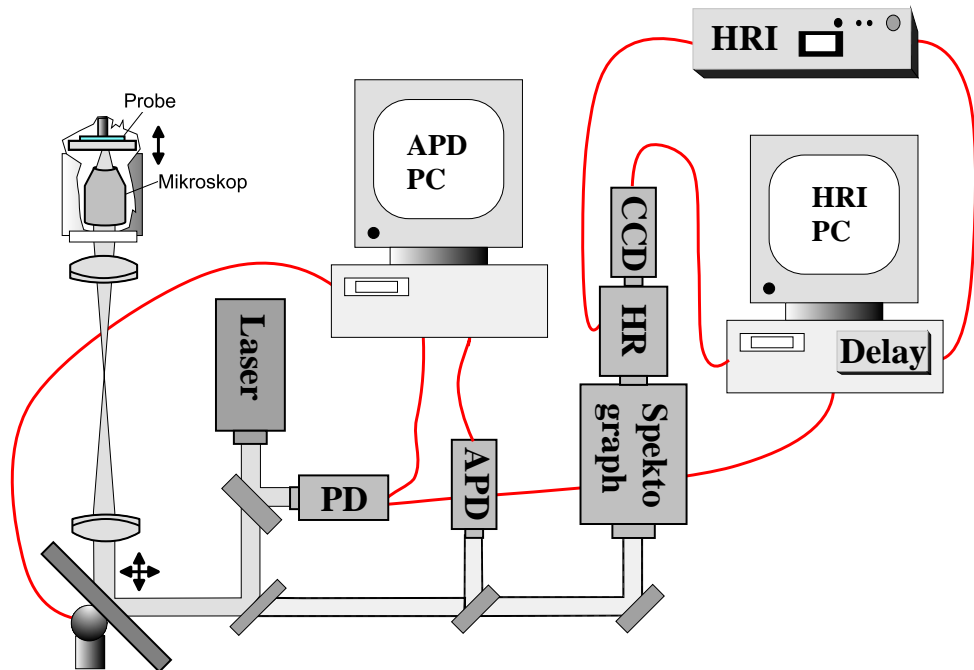 HRI
Probe
Mikroskop
APD
PC
HRI
PC
CCD
HR
Delay
Laser
Spekto
graph
PD
APD